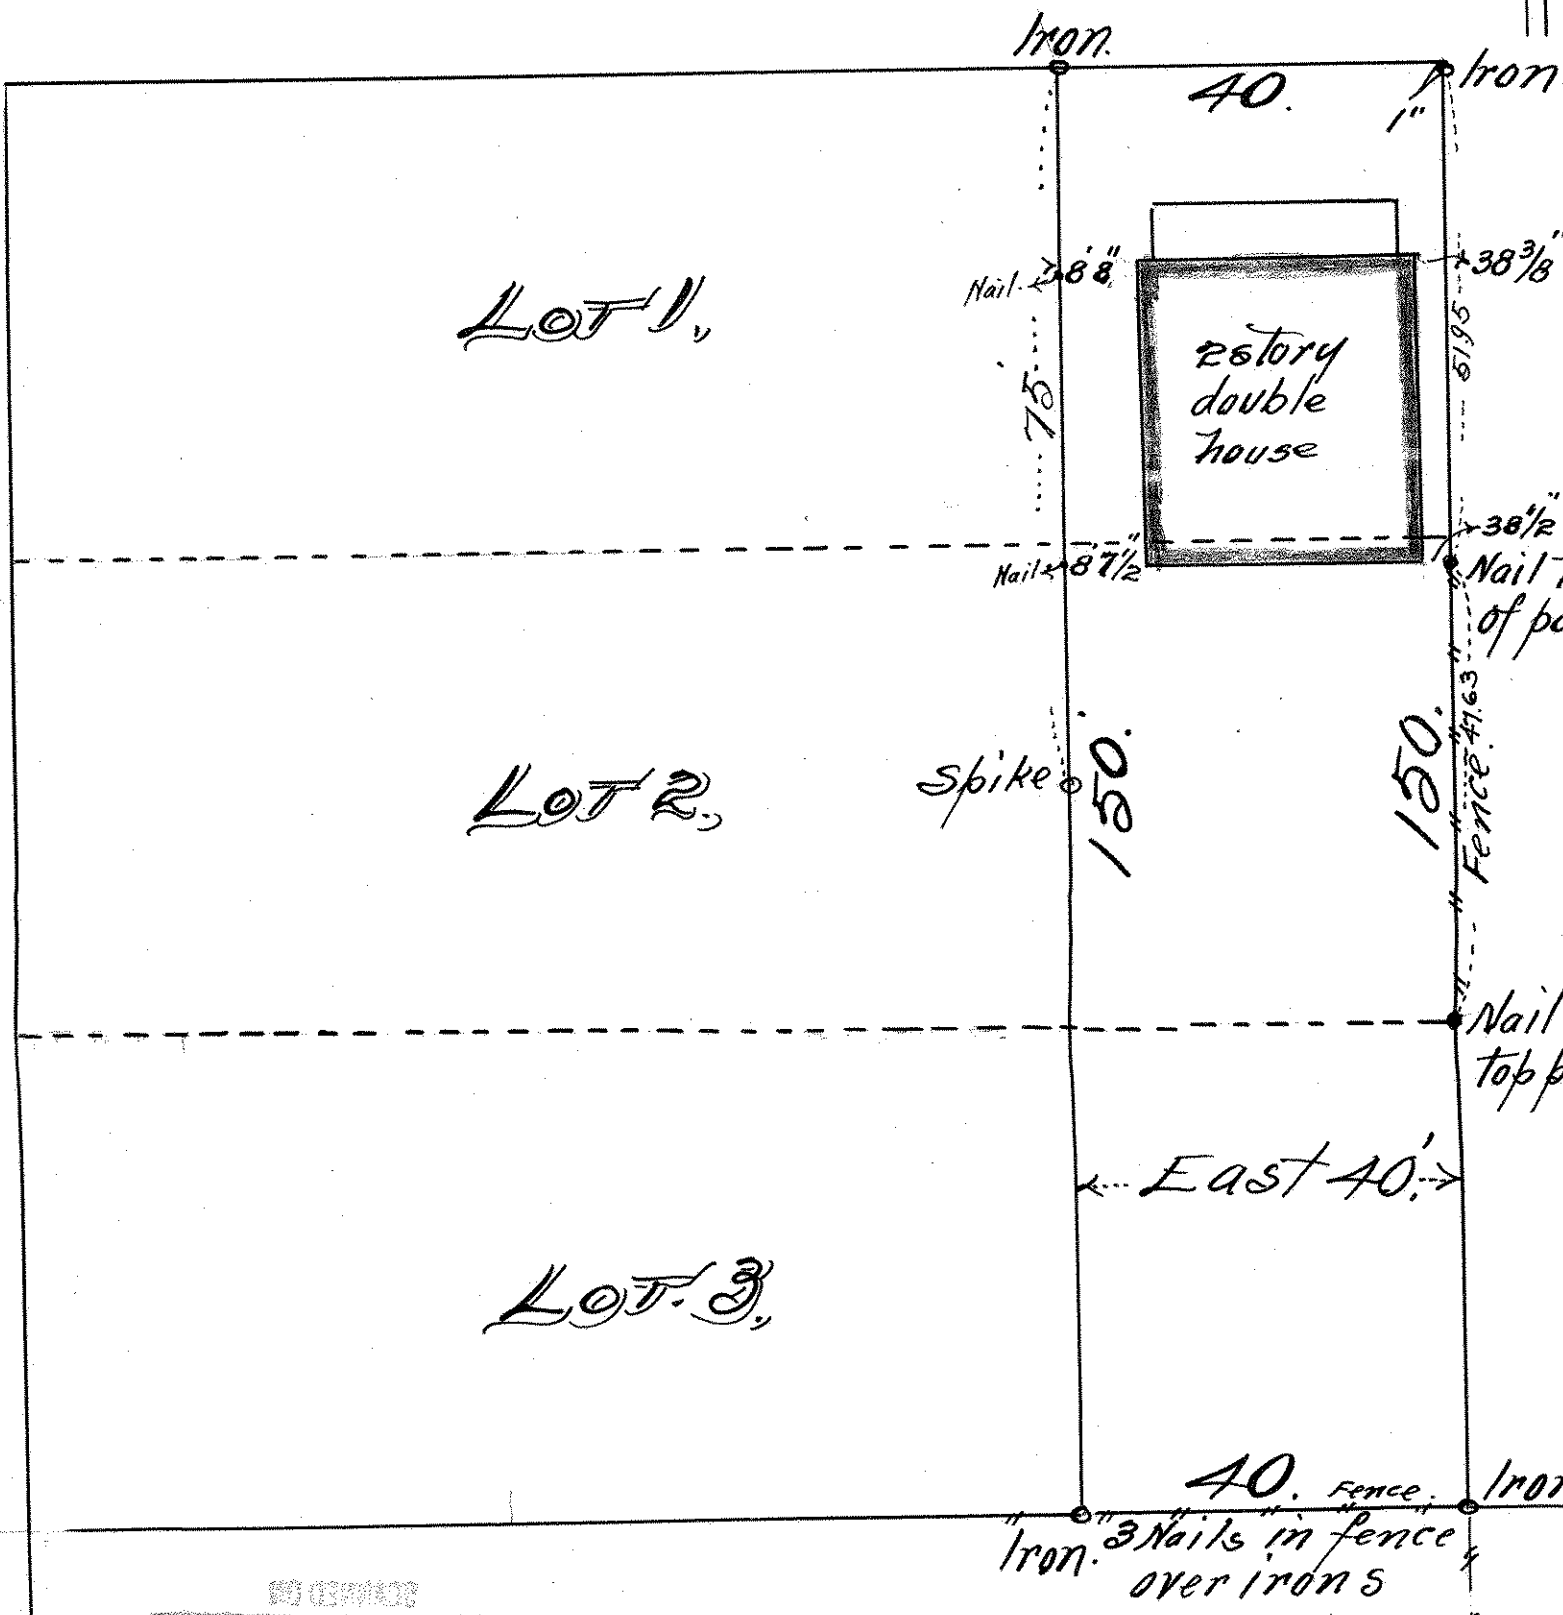 Iron.
Iron
40.
1"
Nail
8'8"
38 3/8"
LOT 1.,
2 story
double
house
51.95
75
38 1/2"
Nail
8'7 1/2"
Nail
of
LOT 2.,
Spike
150.
150.
Fence.
47.63
Nail
top
East 40.'
LOT. 3.,
40.
Fence.
Iron
Iron.
3 Nails in fence
over irons